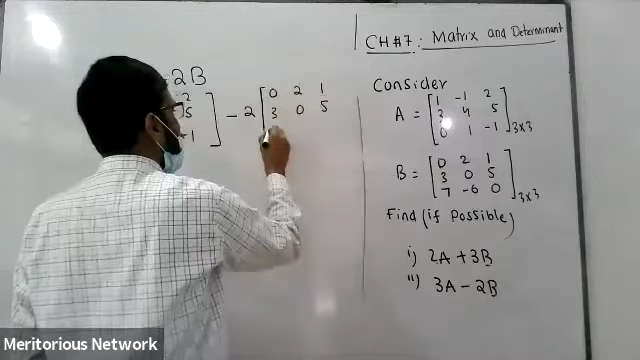 CH#7: Matrix and Determinant
2B
2
5
-1
] - 2 [
0 2 1
3 0 5
Consider
A = [ 1 -1 2
3 4 5
0 1 -1 ] 3x3
B = [ 0 2 1
3 0 5
7 -6 0 ] 3x3
Find (if Possible)
i) 2A + 3B
ii) 3A - 2B
Meritorious Network